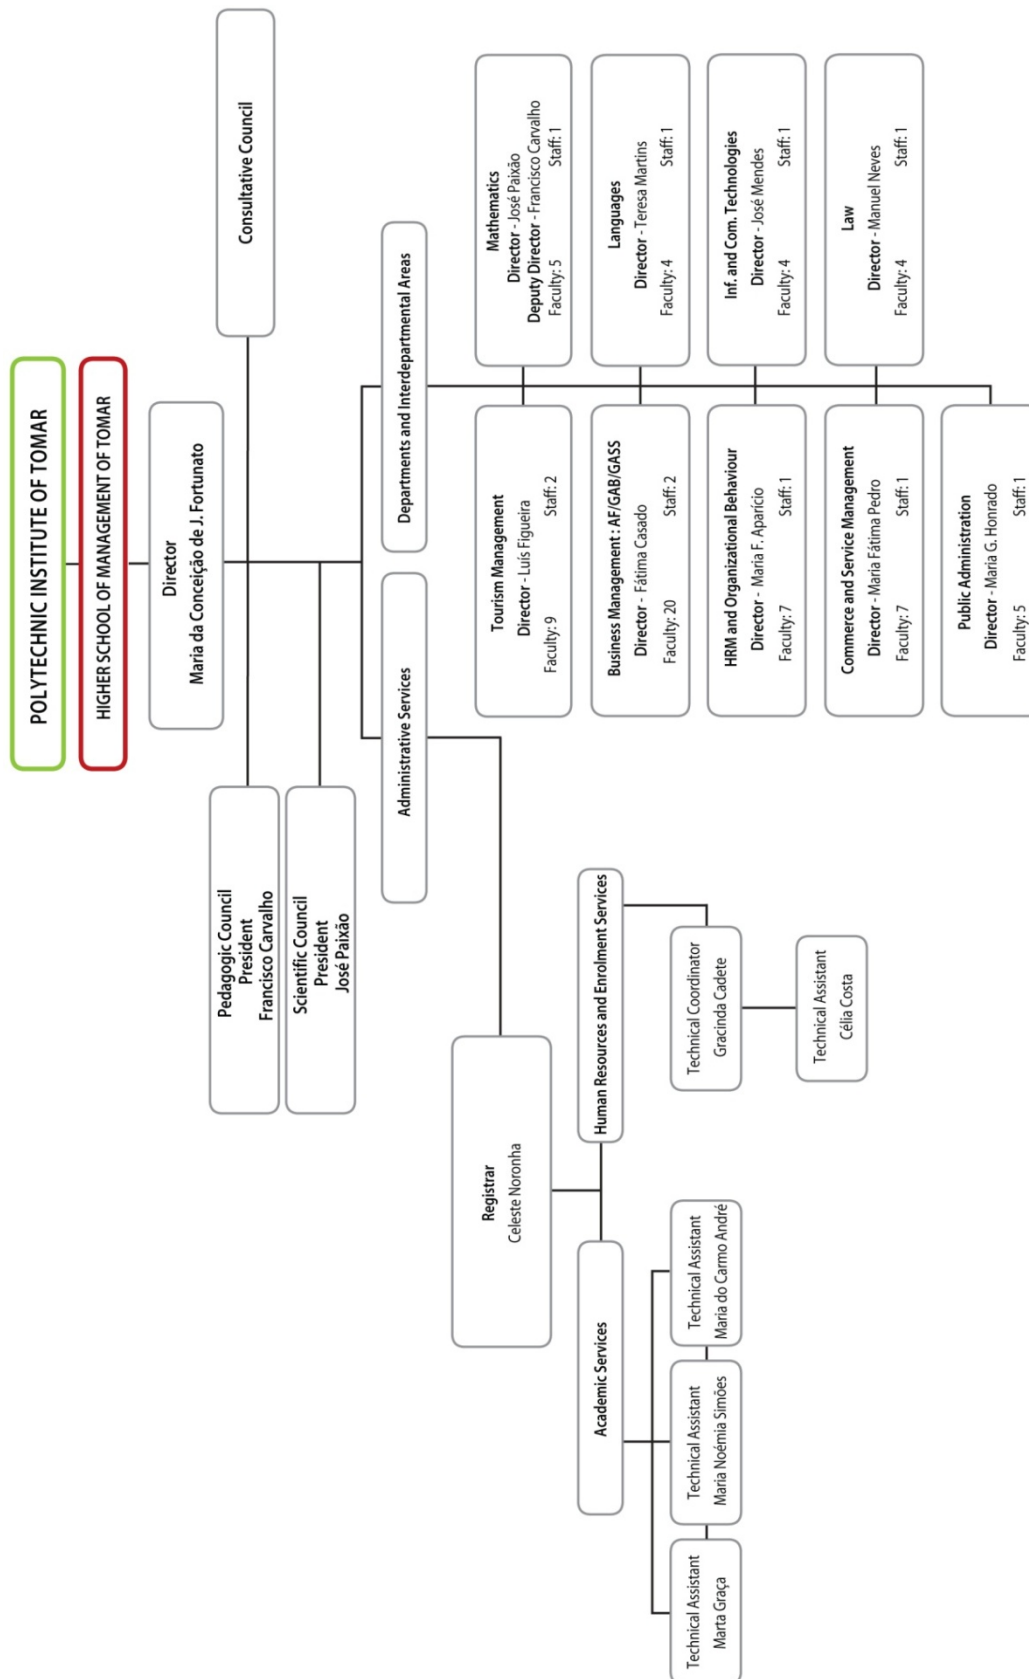 POLYTECHNIC INSTITUTE OF TOMAR
HIGHER SCHOOL OF MANAGEMENT OF TOMAR
Director
Maria da Conceição de J. Fortunato
Consultative Council
Pedagogic Council
President
Francisco Carvalho
Scientific Council
President
José Paixão
Administrative Services
Departments and Interdepartmental Areas
Registrar
Celeste Noronha
Academic Services
Human Resources and Enrolment Services
Technical Assistant
Marta Graça
Technical Assistant
Maria Noémia Simões
Technical Assistant
Maria do Carmo André
Technical Coordinator
Gracinda Cadete
Technical Assistant
Célia Costa
Tourism Management
Director - Luis Figueira
Faculty: 9 Staff: 2
Mathematics
Director - José Paixão
Deputy Director - Francisco Carvalho
Faculty: 5 Staff: 1
Business Management : AF/GAB/GASS
Director - Fátima Casado
Faculty: 20 Staff: 2
Languages
Director - Teresa Martins
Faculty: 4 Staff: 1
HRM and Organizational Behaviour
Director - Maria F. Aparício
Faculty: 7 Staff: 1
Inf. and Com. Technologies
Director - José Mendes
Faculty: 4 Staff: 1
Commerce and Service Management
Director - Maria Fátima Pedro
Faculty: 7 Staff: 1
Law
Director - Manuel Neves
Faculty: 4 Staff: 1
Public Administration
Director - Maria G. Honrado
Faculty: 5 Staff: 1